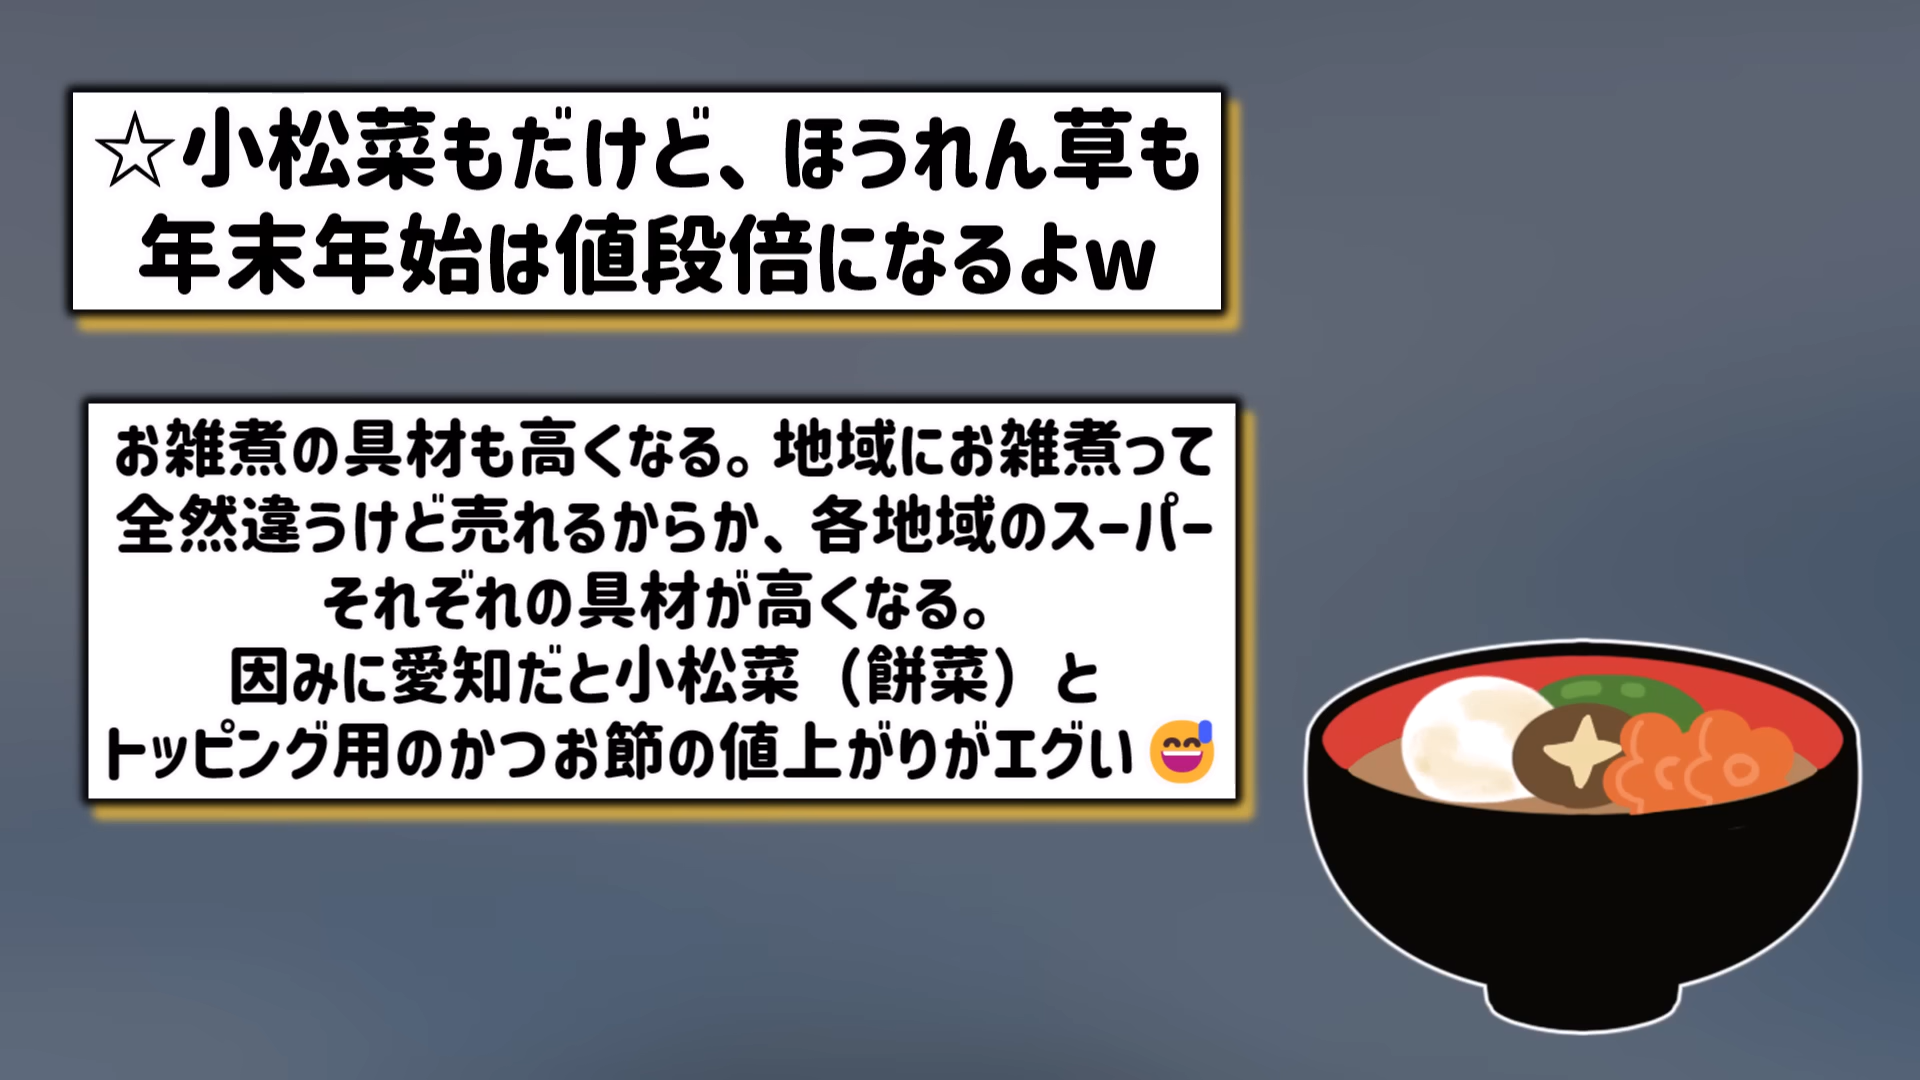 ☆小松菜もだけど、ほうれん草も
年末年始は値段倍になるよw
お雑煮の具材も高くなる。地域にお雑煮って
全然違うけど売れるからか、各地域のスーパー
それぞれの具材が高くなる。
因みに愛知だと小松菜（餅菜）と
トッピング用のかつお節の値上がりがエグい😅